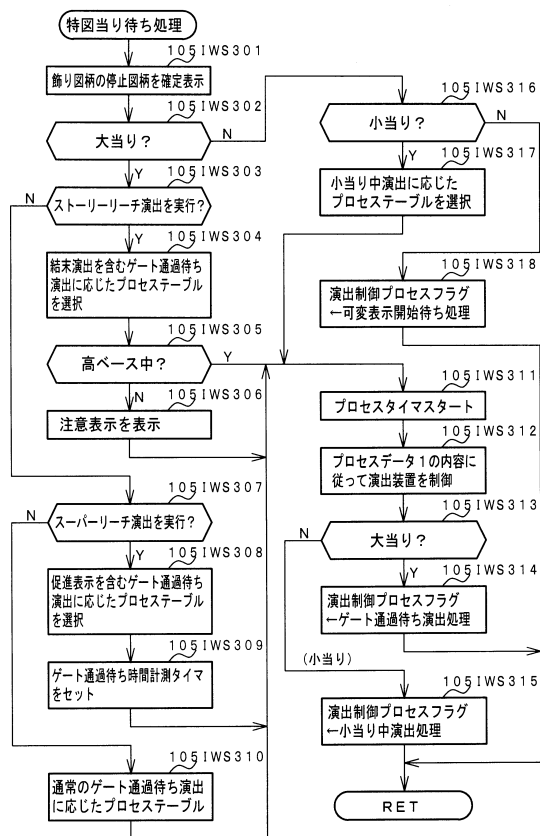 特図当り待ち処理
105IWS301
飾り図柄の停止図柄を確定表示
105IWS302
大当り？
N
Y
105IWS303
ストーリーリーチ演出を実行？
N
Y
105IWS304
結末演出を含むゲート通過待ち
演出に応じたプロセステーブル
を選択
105IWS305
高ベース中？
Y
N
105IWS306
注意表示を表示
105IWS307
スーパーリーチ演出を実行？
N
Y
105IWS308
促進表示を含むゲート通過待ち
演出に応じたプロセステーブル
を選択
105IWS309
ゲート通過待ち時間計測タイマ
をセット
105IWS310
通常のゲート通過待ち演出
に応じたプロセステーブル
105IWS316
小当り？
N
Y
105IWS317
小当り中演出に応じた
プロセステーブルを選択
105IWS318
演出制御プロセスフラグ
←可変表示開始待ち処理
105IWS311
プロセスタイマスタート
105IWS312
プロセスデータ１の内容に
従って演出装置を制御
105IWS313
大当り？
N
Y
105IWS314
演出制御プロセスフラグ
←ゲート通過待ち演出処理
(小当り)
105IWS315
演出制御プロセスフラグ
←小当り中演出処理
RET